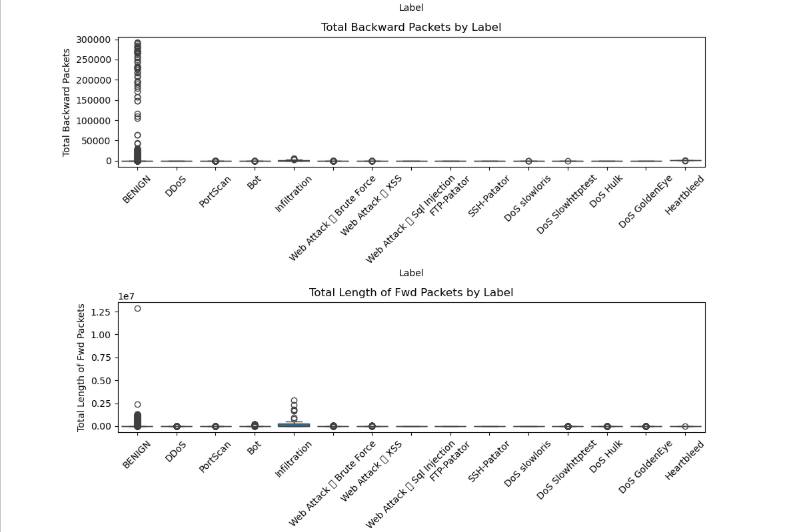 Label
Total Backward Packets by Label
Total Backward Packets
300000
250000
200000
150000
100000
50000
0
BENIGN
DDoS
PortScan
Bot
Infiltration
Web Attack ▯ Brute Force
Web Attack ▯ XSS
Web Attack ▯ Sql Injection
FTP-Patator
SSH-Patator
DoS slowloris
DoS Slowhttptest
DoS Hulk
DoS GoldenEye
Heartbleed
Label
Total Length of Fwd Packets by Label
1e7
Total Length of Fwd Packets
1.25
1.00
0.75
0.50
0.25
0.00
BENIGN
DDoS
PortScan
Bot
Infiltration
Web Attack ▯ Brute Force
Web Attack ▯ XSS
Web Attack ▯ Sql Injection
FTP-Patator
SSH-Patator
DoS slowloris
DoS Slowhttptest
DoS Hulk
DoS GoldenEye
Heartbleed